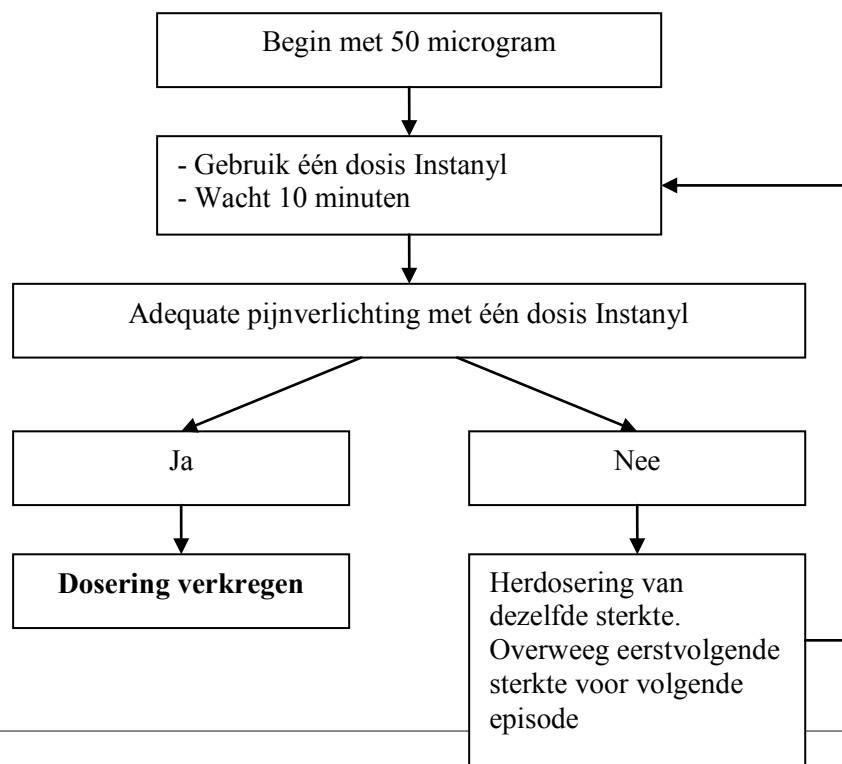 Begin met 50 microgram
- Gebruik één dosis Instanyl
- Wacht 10 minuten
Adequate pijnverlichting met één dosis Instanyl
Ja
Nee
Dosering verkregen
Herdosering van
dezelfde sterkte.
Overweeg eerstvolgende
sterkte voor volgende
episode